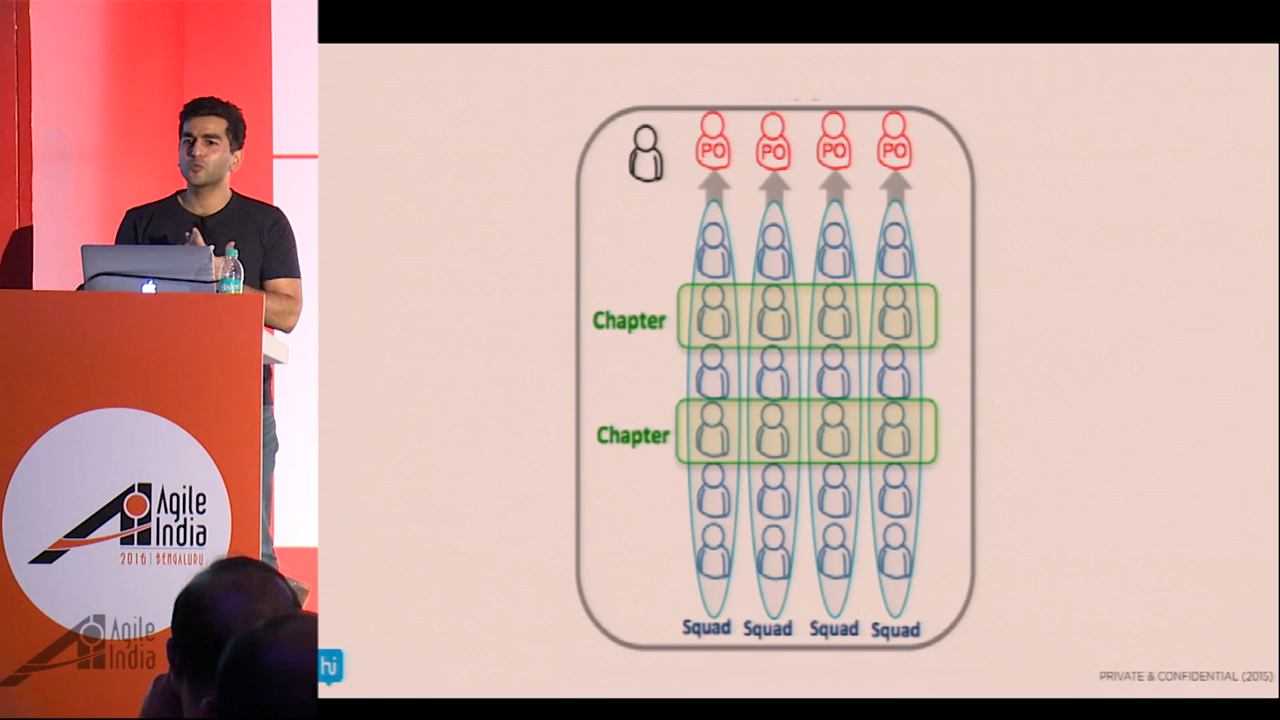 PO PO PO PO
Chapter
Chapter
Squad Squad Squad Squad
hi
PRIVATE & CONFIDENTIAL (2015)
Agile
India
2016 | BENGALURU
Agile
India